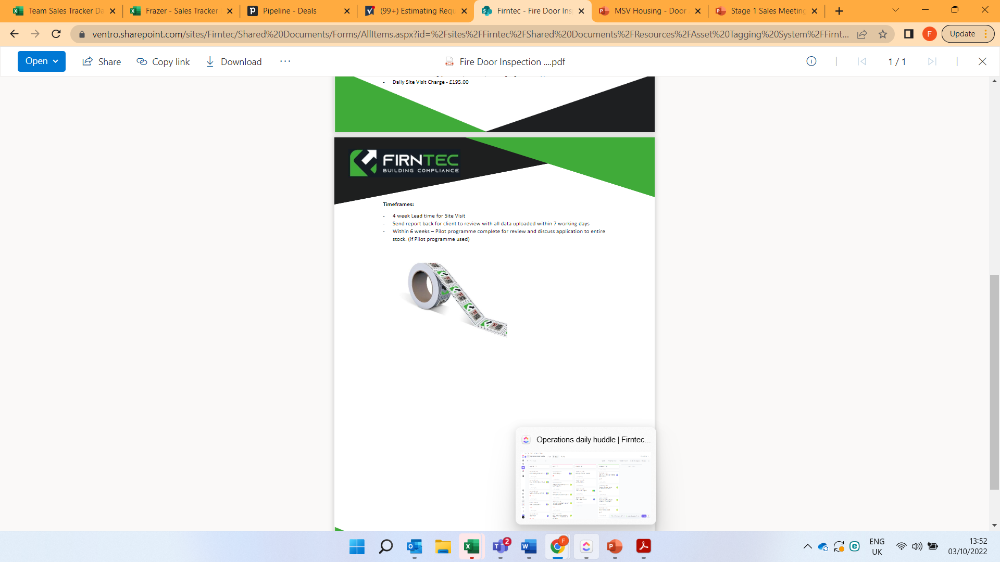 Team Sales Tracker Da
Frazer - Sales Tracker
Pipeline - Deals
(99+) Estimating Requ
Firntec - Fire Door Ins
MSV Housing - Door
Stage 1 Sales Meeting
ventro.sharepoint.com/sites/Firntec/Shared%20Documents/Forms/AllItems.aspx?id=%2Fsites%2FFirntec%2FShared%20Documents%2FResources%2FAsset%20Tagging%20System%2FFirnt...
F
Update
Open
Share
Copy link
Download
Fire Door Inspection ....pdf
1 / 1
- Daily Site Visit Charge - £195.00
FIRNTEC
BUILDING COMPLIANCE
Timeframes:
- 4 week Lead time for Site Visit
- Send report back for client to review with all data uploaded within 7 working days
- Within 6 weeks – Pilot programme complete for review and discuss application to entire
stock. (if Pilot programme used)
Operations daily huddle | Firntec...
2
F
ENG
UK
13:52
03/10/2022